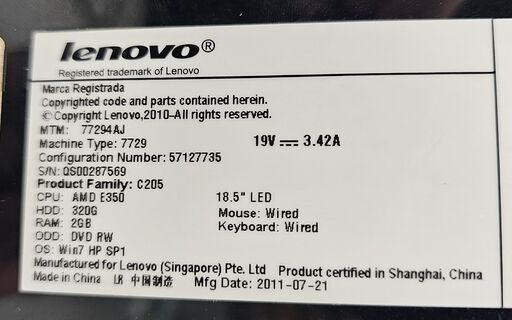 lenovo®
Registered trademark of Lenovo
Marca Registrada
Copyrighted code and parts contained herein.
© Copyright Lenovo,2010–All rights reserved.
MTM: 77294AJ
Machine Type: 7729 19V⎓3.42A
Configuration Number: 57127735
S/N: QS00287569
Product Family: C205
CPU: AMD E350 18.5" LED
HDD: 320G Mouse: Wired
RAM: 2GB Keyboard: Wired
ODD: DVD RW
OS: Win7 HP SP1
Manufactured for Lenovo (Singapore) Pte. Ltd Product certified in Shanghai, China
Made in China LR 中国制造 Mfg Date: 2011-07-21